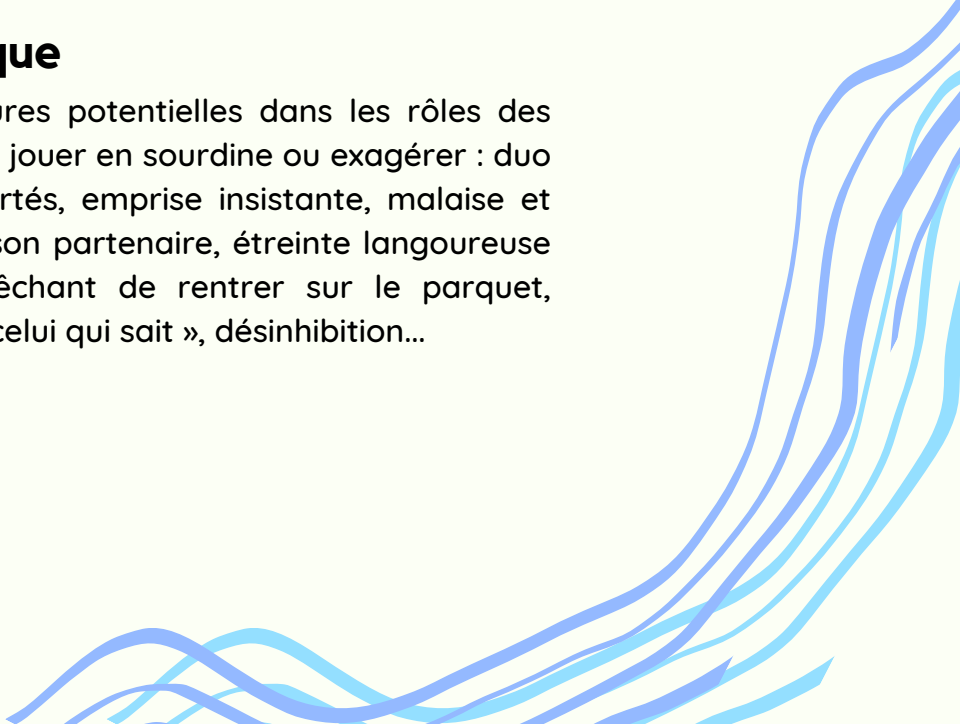 que
ures potentielles dans les rôles des
jouer en sourdine ou exagérer : duo
rtés, emprise insistante, malaise et
son partenaire, étreinte langoureuse
êchant de rentrer sur le parquet,
celui qui sait », désinhibition...